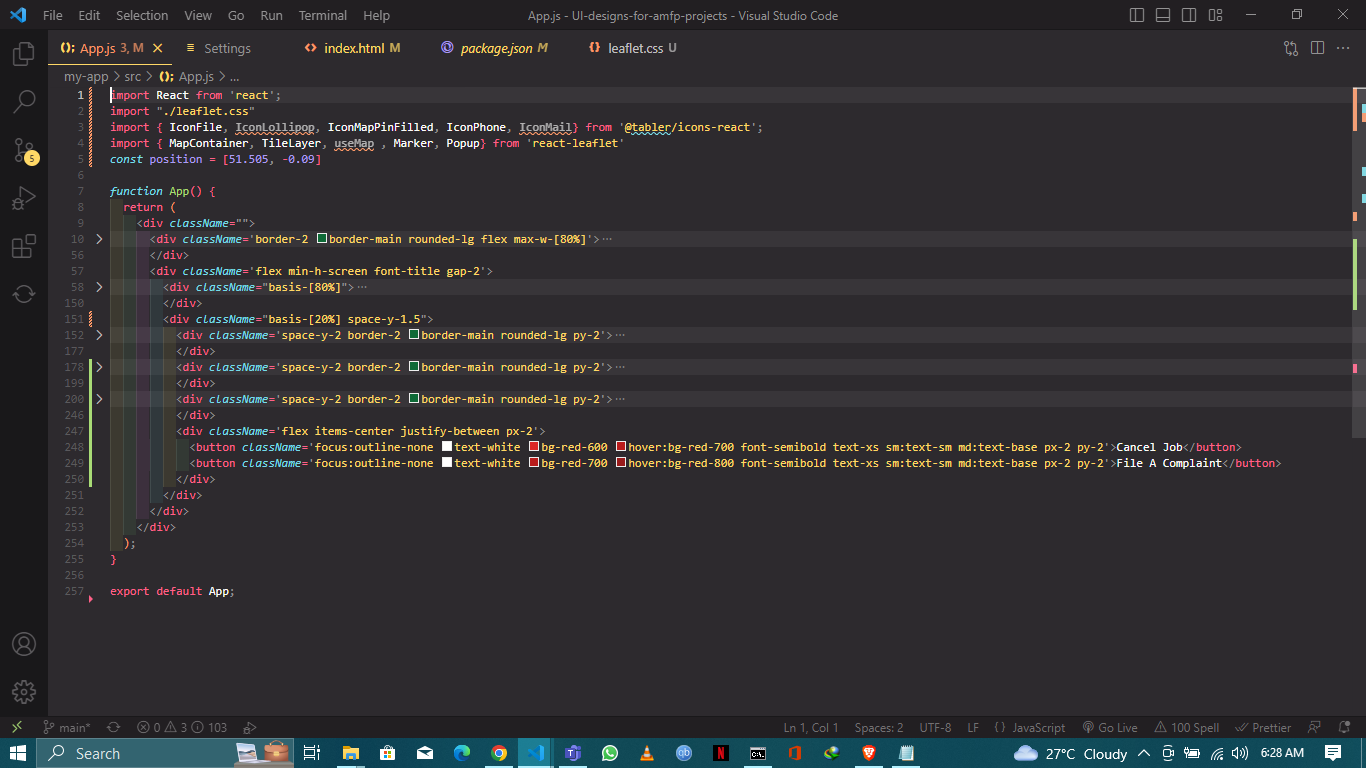 File Edit Selection View Go Run Terminal Help App.js - UI-designs-for-amfp-projects - Visual Studio Code
App.js 3, M Settings index.html M package.json M leaflet.css U
my-app > src > App.js > ...
1 import React from 'react';
2 import "./leaflet.css"
3 import { IconFile, IconLollipop, IconMapPinFilled, IconPhone, IconMail} from '@tabler/icons-react';
4 import { MapContainer, TileLayer, useMap , Marker, Popup} from 'react-leaflet'
5 const position = [51.505, -0.09]
6
7 function App() {
8 return (
9 <div className="">
10 <div className='border-2 border-main rounded-lg flex max-w-[80%]'>···
56 </div>
57 <div className='flex min-h-screen font-title gap-2'>
58 <div className="basis-[80%]">···
150 </div>
151 <div className="basis-[20%] space-y-1.5">
152 <div className='space-y-2 border-2 border-main rounded-lg py-2'>···
177 </div>
178 <div className='space-y-2 border-2 border-main rounded-lg py-2'>···
199 </div>
200 <div className='space-y-2 border-2 border-main rounded-lg py-2'>···
246 </div>
247 <div className='flex items-center justify-between px-2'>
248 <button className='focus:outline-none text-white bg-red-600 hover:bg-red-700 font-semibold text-xs sm:text-sm md:text-base px-2 py-2'>Cancel Job</button>
249 <button className='focus:outline-none text-white bg-red-700 hover:bg-red-800 font-semibold text-xs sm:text-sm md:text-base px-2 py-2'>File A Complaint</button>
250 </div>
251 </div>
252 </div>
253 </div>
254 );
255 }
256
257 export default App;
5
main* 0 3 103 Ln 1, Col 1 Spaces: 2 UTF-8 LF {} JavaScript Go Live 100 Spell Prettier
Search 27°C Cloudy 6:28 AM